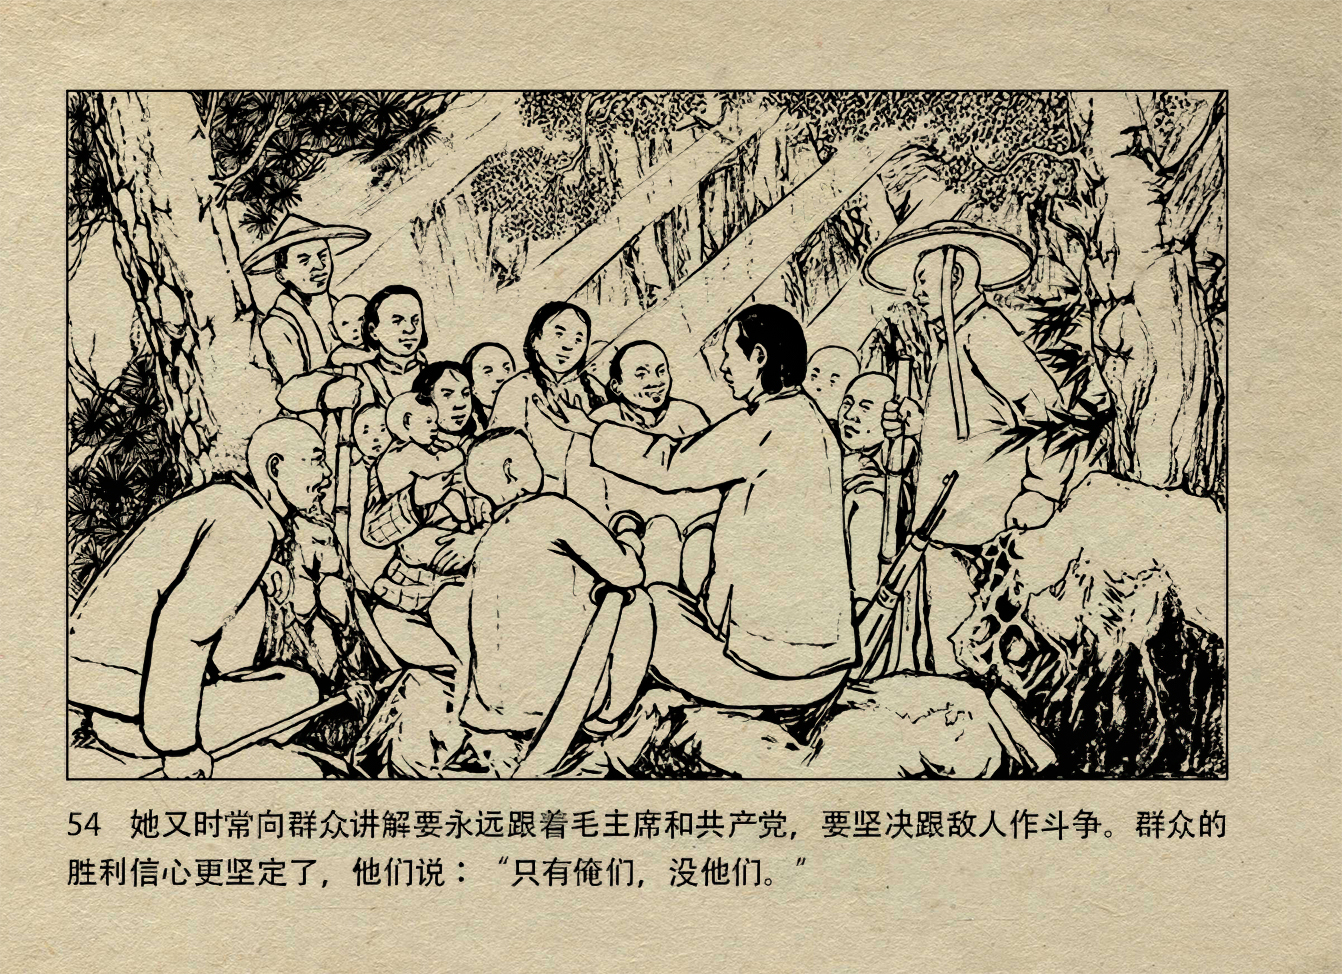 54 她又时常向群众讲解要永远跟着毛主席和共产党，要坚决跟敌人作斗争。群众的
胜利信心更坚定了，他们说：“只有俺们，没他们。”